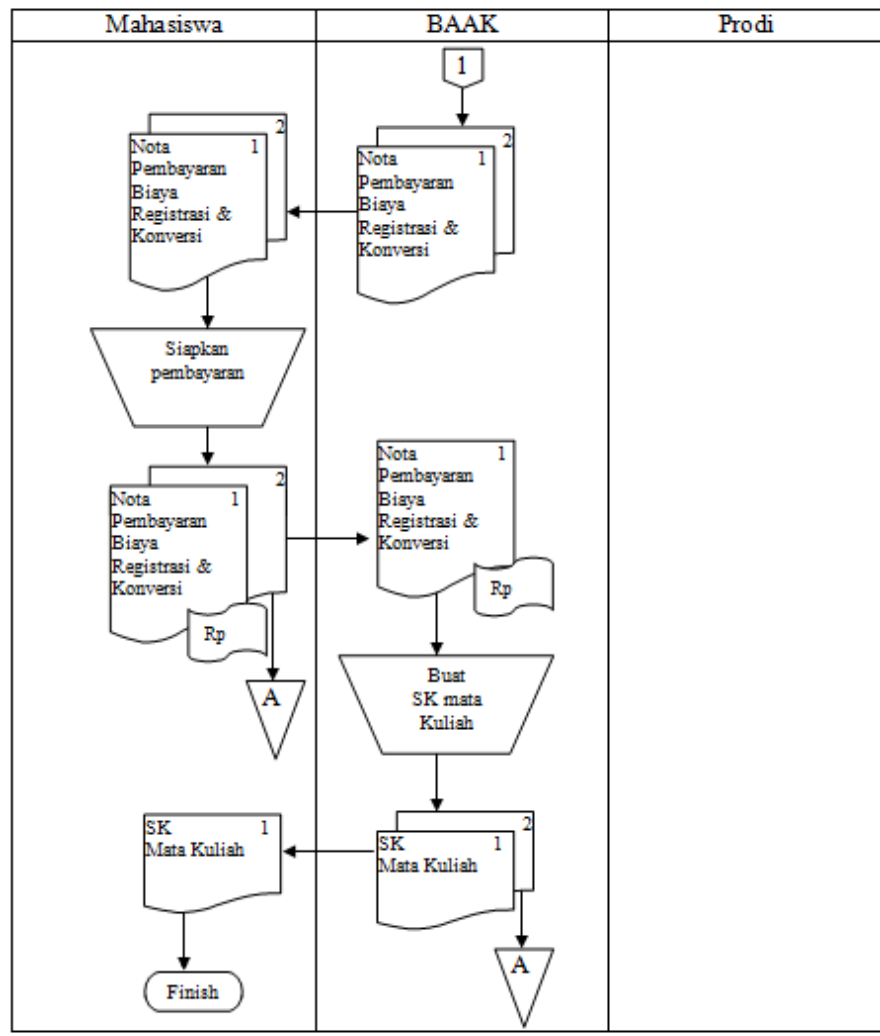 Mahasiswa
BAAK
Prodi
1
2
Nota 1
Pembayaran
Biaya
Registrasi &
Konversi
2
Nota 1
Pembayaran
Biaya
Registrasi &
Konversi
Siapkan
pembayaran
2
Nota 1
Pembayaran
Biaya
Registrasi &
Konversi
Rp
A
Nota 1
Pembayaran
Biaya
Registrasi &
Konversi
Rp
Buat
SK mata
Kuliah
2
SK 1
Mata Kuliah
A
SK 1
Mata Kuliah
Finish